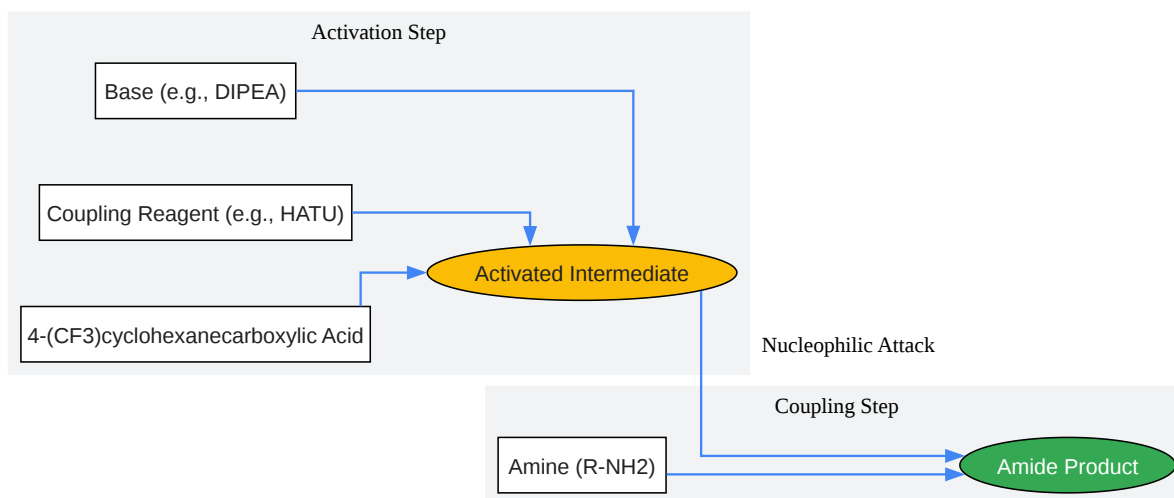 Activation Step
Base (e.g., DIPEA)
Coupling Reagent (e.g., HATU)
Activated Intermediate
4-(CF3)cyclohexanecarboxylic Acid
Nucleophilic Attack
Coupling Step
Amine (R-NH2)
Amide Product